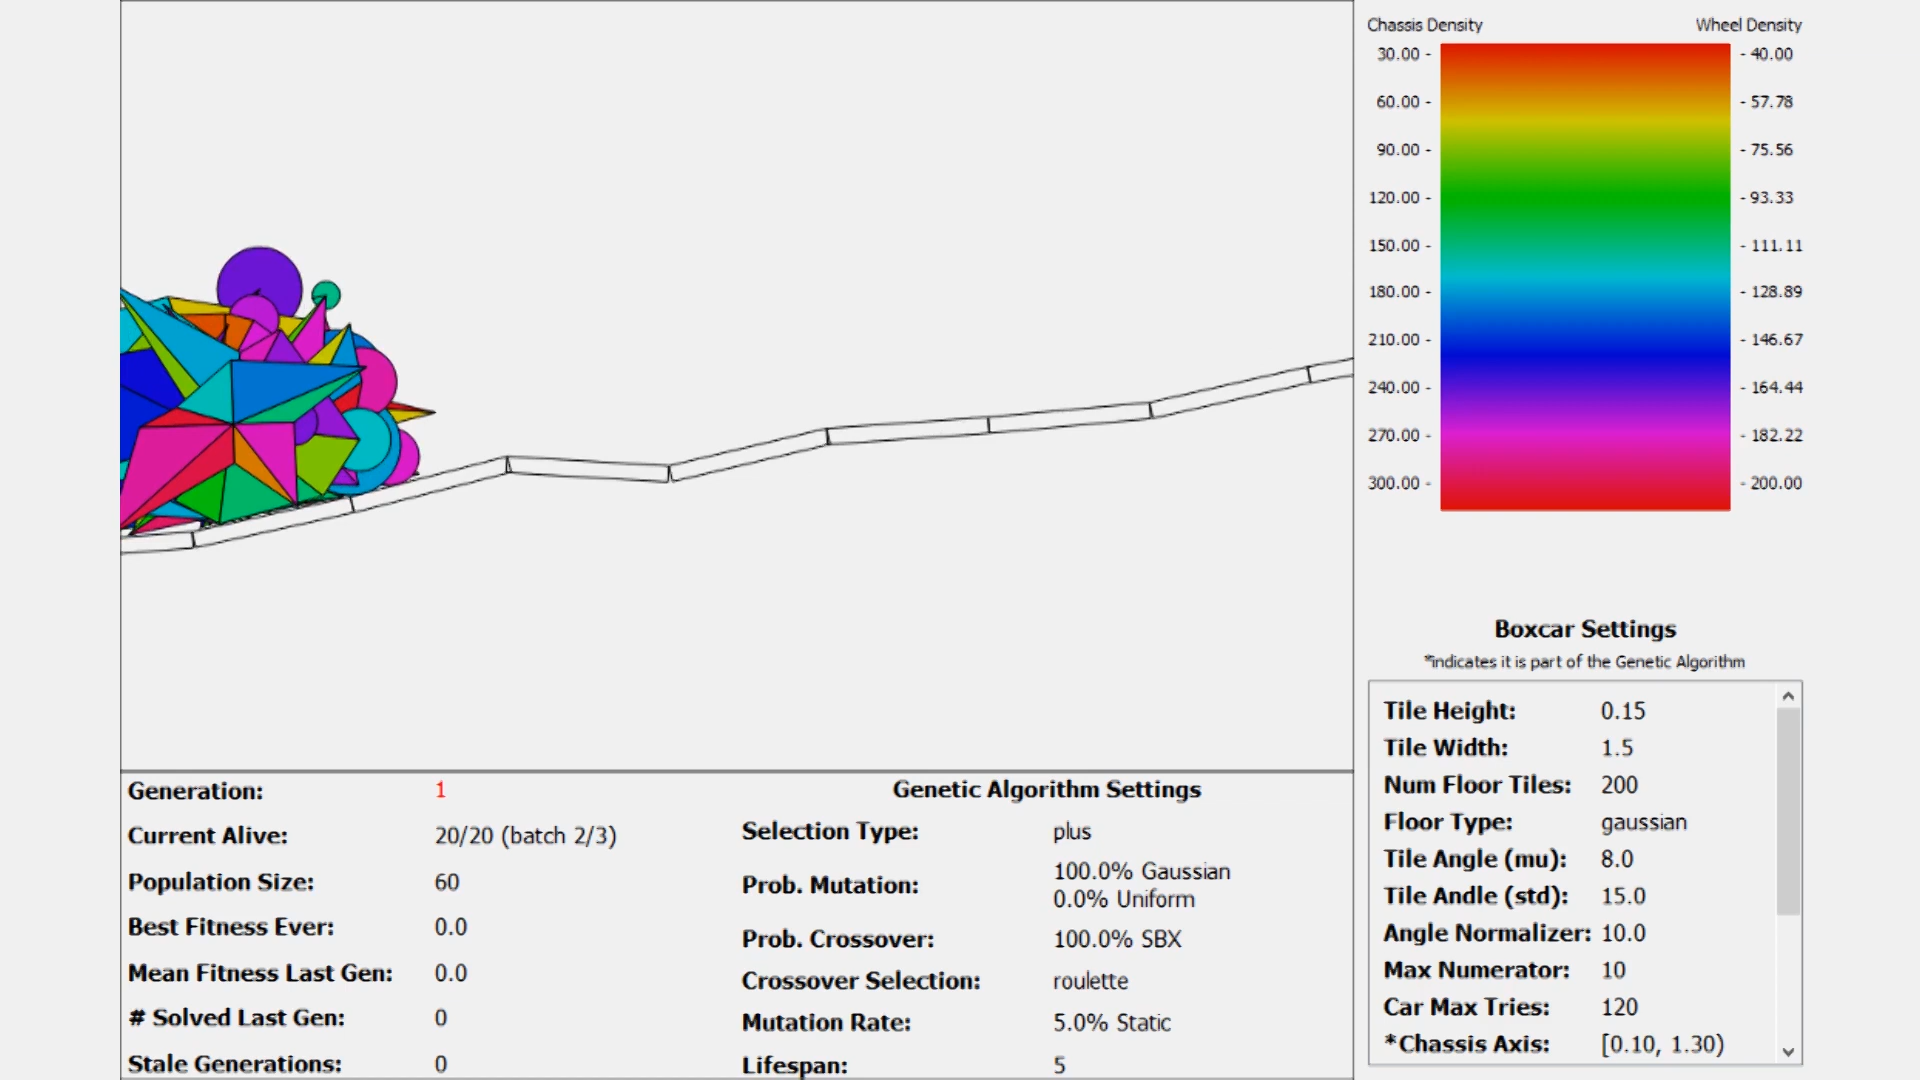 Chassis Density Wheel Density
30.00 - - 40.00
60.00 - - 57.78
90.00 - - 75.56
120.00 - - 93.33
150.00 - - 111.11
180.00 - - 128.89
210.00 - - 146.67
240.00 - - 164.44
270.00 - - 182.22
300.00 - - 200.00
Boxcar Settings
*indicates it is part of the Genetic Algorithm
Tile Height: 0.15
Tile Width: 1.5
Num Floor Tiles: 200
Floor Type: gaussian
Tile Angle (mu): 8.0
Tile Andle (std): 15.0
Angle Normalizer: 10.0
Max Numerator: 10
Car Max Tries: 120
*Chassis Axis: [0.10, 1.30)
Generation: 1
Current Alive: 20/20 (batch 2/3)
Population Size: 60
Best Fitness Ever: 0.0
Mean Fitness Last Gen: 0.0
# Solved Last Gen: 0
Stale Generations: 0
Genetic Algorithm Settings
Selection Type: plus
Prob. Mutation: 100.0% Gaussian
0.0% Uniform
Prob. Crossover: 100.0% SBX
Crossover Selection: roulette
Mutation Rate: 5.0% Static
Lifespan: 5